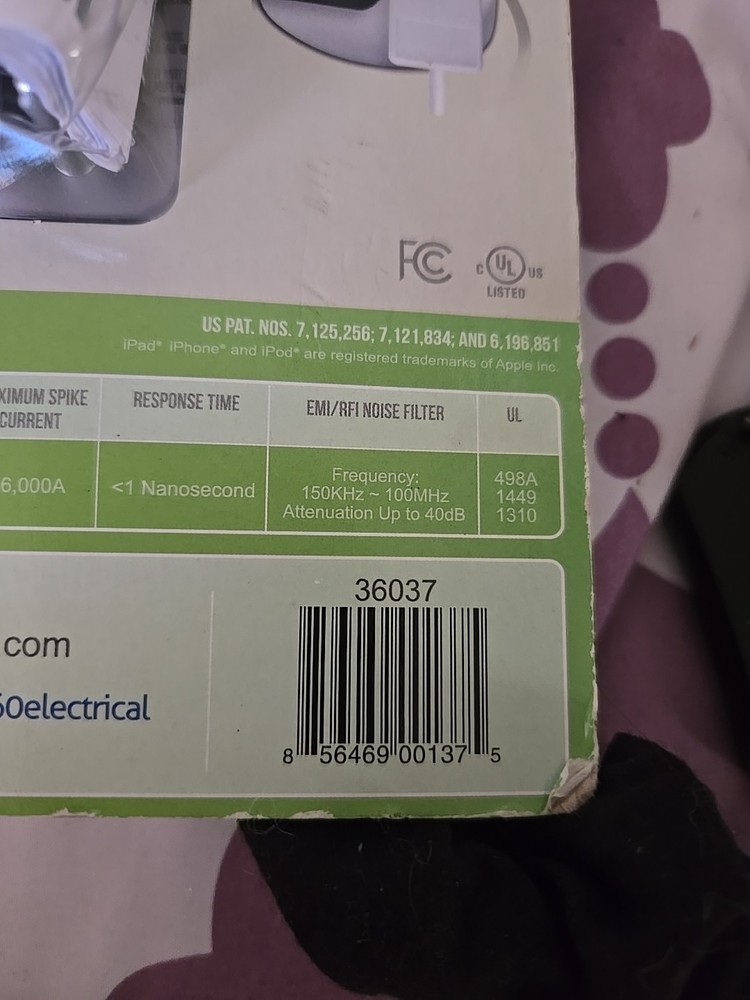 FC
C UL US
LISTED
US PAT. NOS. 7,125,256; 7,121,834; AND 6,196,851
iPad® iPhone® and iPod® are registered trademarks of Apple Inc.
XIMUM SPIKE
CURRENT
RESPONSE TIME
EMI/RFI NOISE FILTER
UL
6,000A
<1 Nanosecond
Frequency:
150KHz ~ 100MHz
Attenuation Up to 40dB
498A
1449
1310
36037
.com
60electrical
8 56469 00137 5